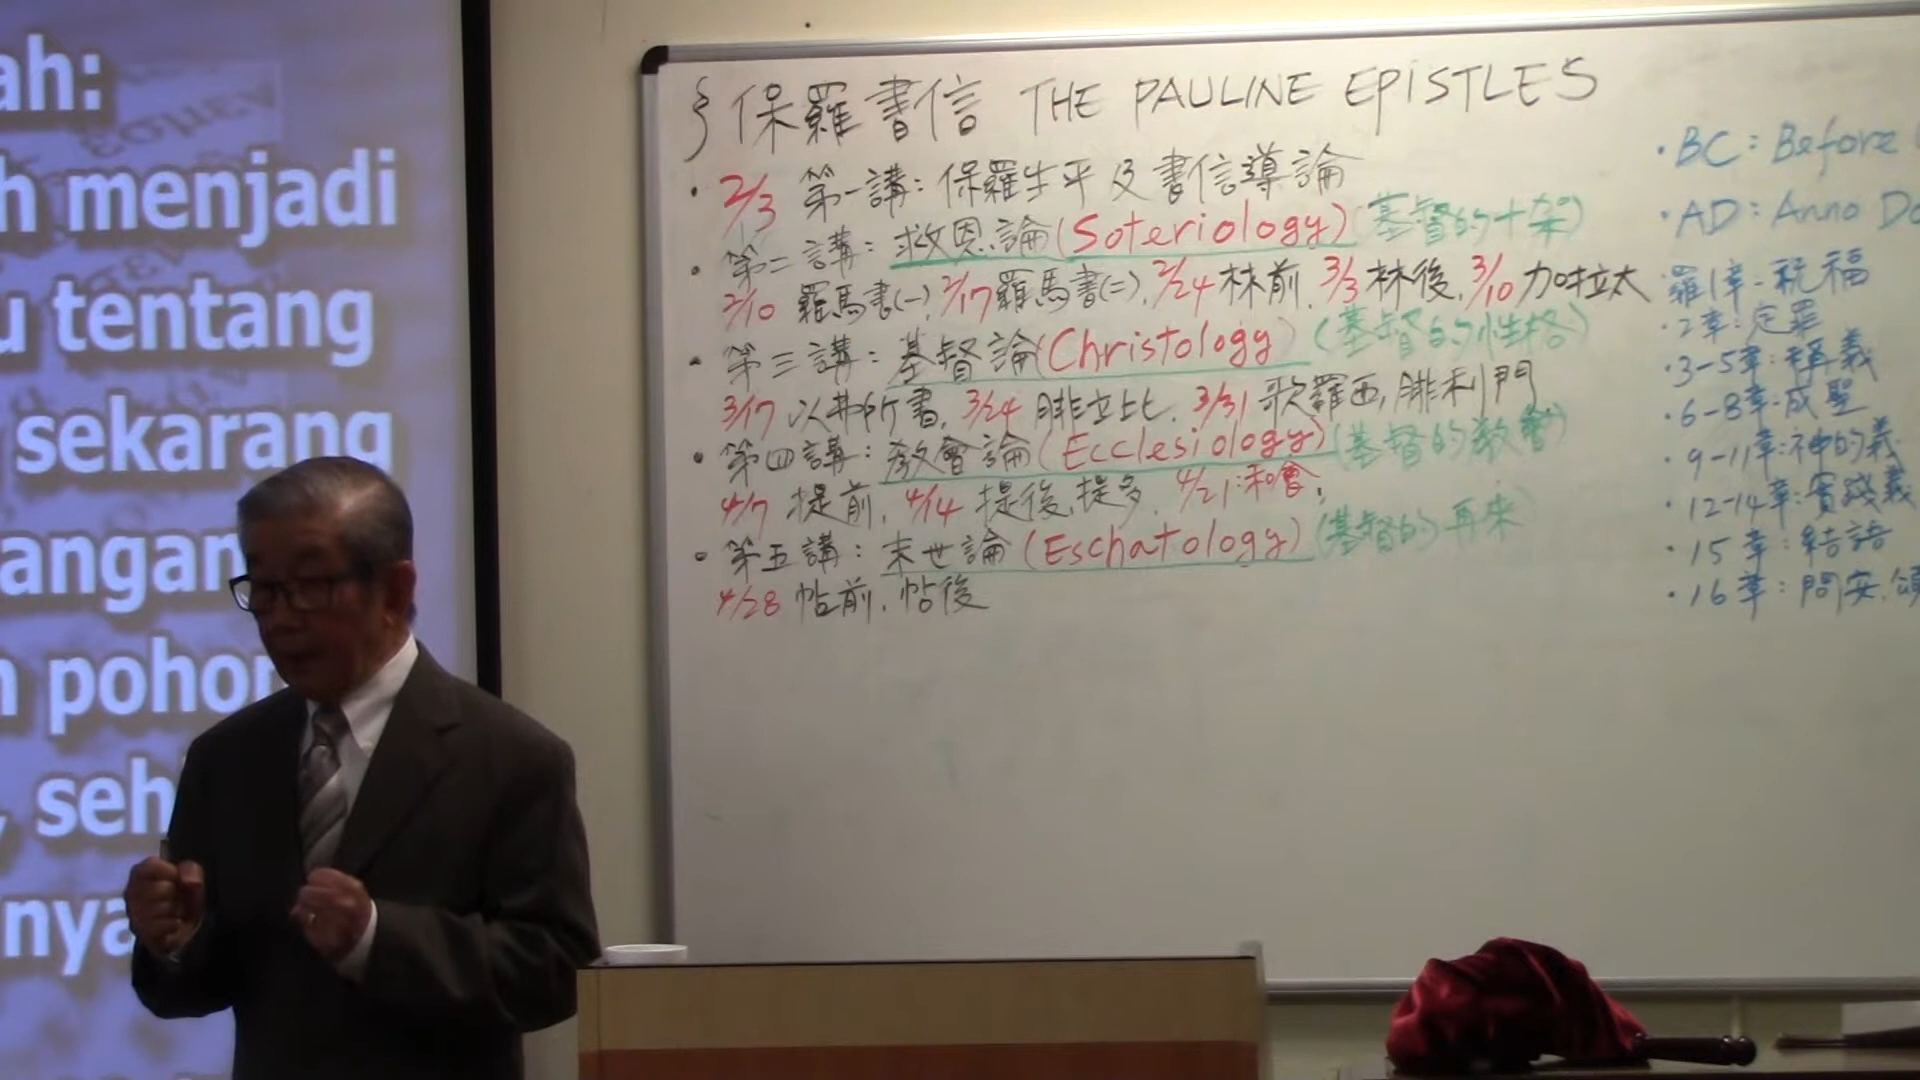 ah:
h menjadi
u tentang
sekarang
angan
pohon
, seh
nya
§ 保羅書信 THE PAULINE EPISTLES
· 2/3 第一講：保羅生平及書信導論
· 第二講：救恩論(Soteriology)(基督的十架)
2/10 羅馬書(一), 2/17 羅馬書(二), 2/24 林前, 3/3 林後, 3/10 加拉太
· 第三講：基督論(Christology)(基督的性格)
3/17 以弗所書, 3/24 腓立比, 3/31 歌羅西, 腓利門
· 第四講：教會論(Ecclesiology)(基督的教會)
4/7 提前, 4/14 提後, 提多, 4/21:
· 第五講：末世論(Eschatology)(基督的再來)
4/28 帖前, 帖後
· BC: Before
· AD: Anno Do
羅1章: 祝福
· 2章: 定罪
· 3-5章: 稱義
· 6-8章: 成聖
· 9-11章: 神的義
· 12-14章: 實踐義
· 15章: 結語
· 16章: 問安, 頌